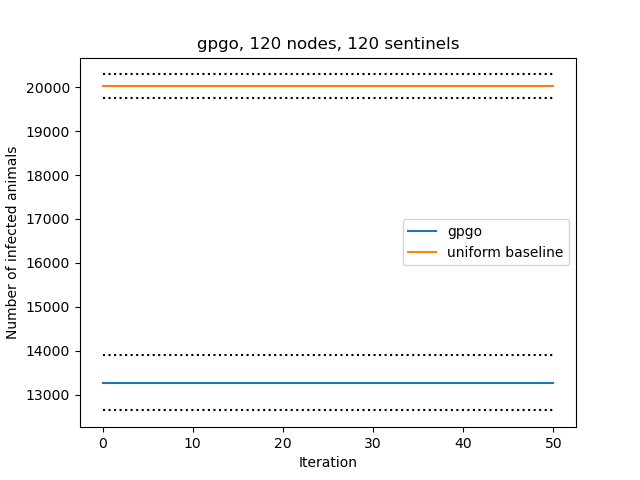 gpgo, 120 nodes, 120 sentinels
20000
19000
18000
17000
16000
15000
14000
13000
Number of infected animals
gpgo
uniform baseline
0 10 20 30 40 50
Iteration